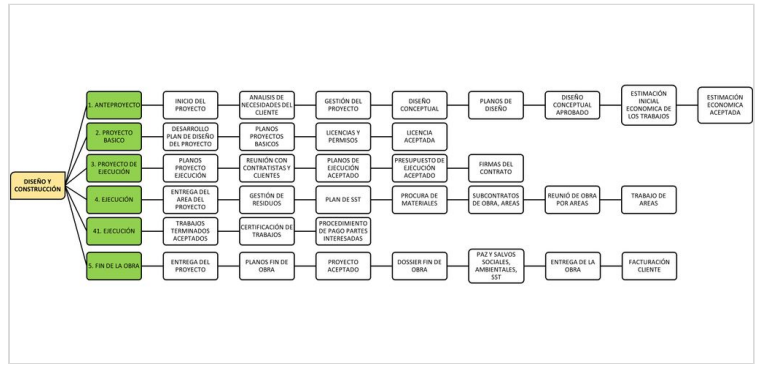 DISEÑO Y
CONSTRUCCIÓN
1. ANTEPROYECTO
INICIO DEL
PROYECTO
ANALISIS DE
NECESIDADES DEL
CLIENTE
GESTIÓN DEL
PROYECTO
DISEÑO
CONCEPTUAL
PLANOS DE
DISEÑO
DISEÑO
CONCEPTUAL
APROBADO
ESTIMACIÓN
INICIAL
ECONOMICA DE
LOS TRABAJOS
ESTIMACIÓN
ECONOMICA
ACEPTADA
2. PROYECTO
BASICO
DESARROLLO
PLAN DE DISEÑO
DEL PROYECTO
PLANOS
PROYECTOS
BASICOS
LICENCIAS Y
PERMISOS
LICENCIA
ACEPTADA
3. PROYECTO DE
EJECUCIÓN
PLANOS
PROYECTO
EJECUCIÓN
REUNIÓN CON
CONTRATISTAS Y
CLIENTES
PLANOS DE
EJECUCIÓN
ACEPTADO
PRESUPUESTO DE
EJECUCIÓN
ACEPTADO
FIRMAS DEL
CONTRATO
4. EJECUCIÓN
ENTREGA DEL
AREA DEL
PROYECTO
GESTIÓN DE
RESIDUOS
PLAN DE SST
PROCURA DE
MATERIALES
SUBCONTRATOS
DE OBRA, AREAS
REUNIÓ DE OBRA
POR AREAS
TRABAJO DE
AREAS
41. EJECUCIÓN
TRABAJOS
TERMINADOS
ACEPTADOS
CERTIFICACIÓN DE
TRABAJOS
PROCEDIMIENTO
DE PAGO PARTES
INTERESADAS
5. FIN DE LA OBRA
ENTREGA DEL
PROYECTO
PLANOS FIN DE
OBRA
PROYECTO
ACEPTADO
DOSSIER FIN DE
OBRA
PAZ Y SALVOS
SOCIALES,
AMBIENTALES,
SST
ENTREGA DE LA
OBRA
FACTURACIÓN
CLIENTE